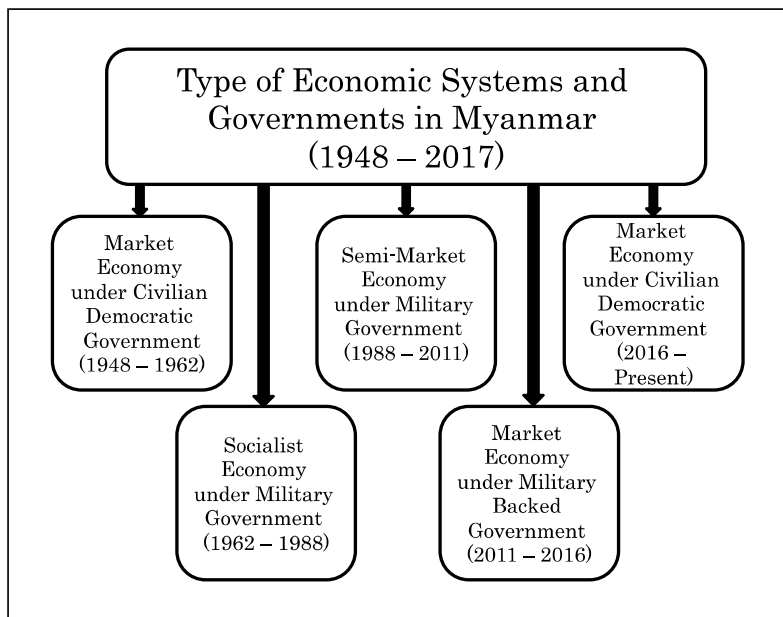 Type of Economic Systems and
Governments in Myanmar
(1948 – 2017)
Market
Economy
under Civilian
Democratic
Government
(1948 – 1962)
Socialist
Economy
under Military
Government
(1962 – 1988)
Semi-Market
Economy
under Military
Government
(1988 – 2011)
Market
Economy
under Military
Backed
Government
(2011 – 2016)
Market
Economy
under Civilian
Democratic
Government
(2016 –
Present)